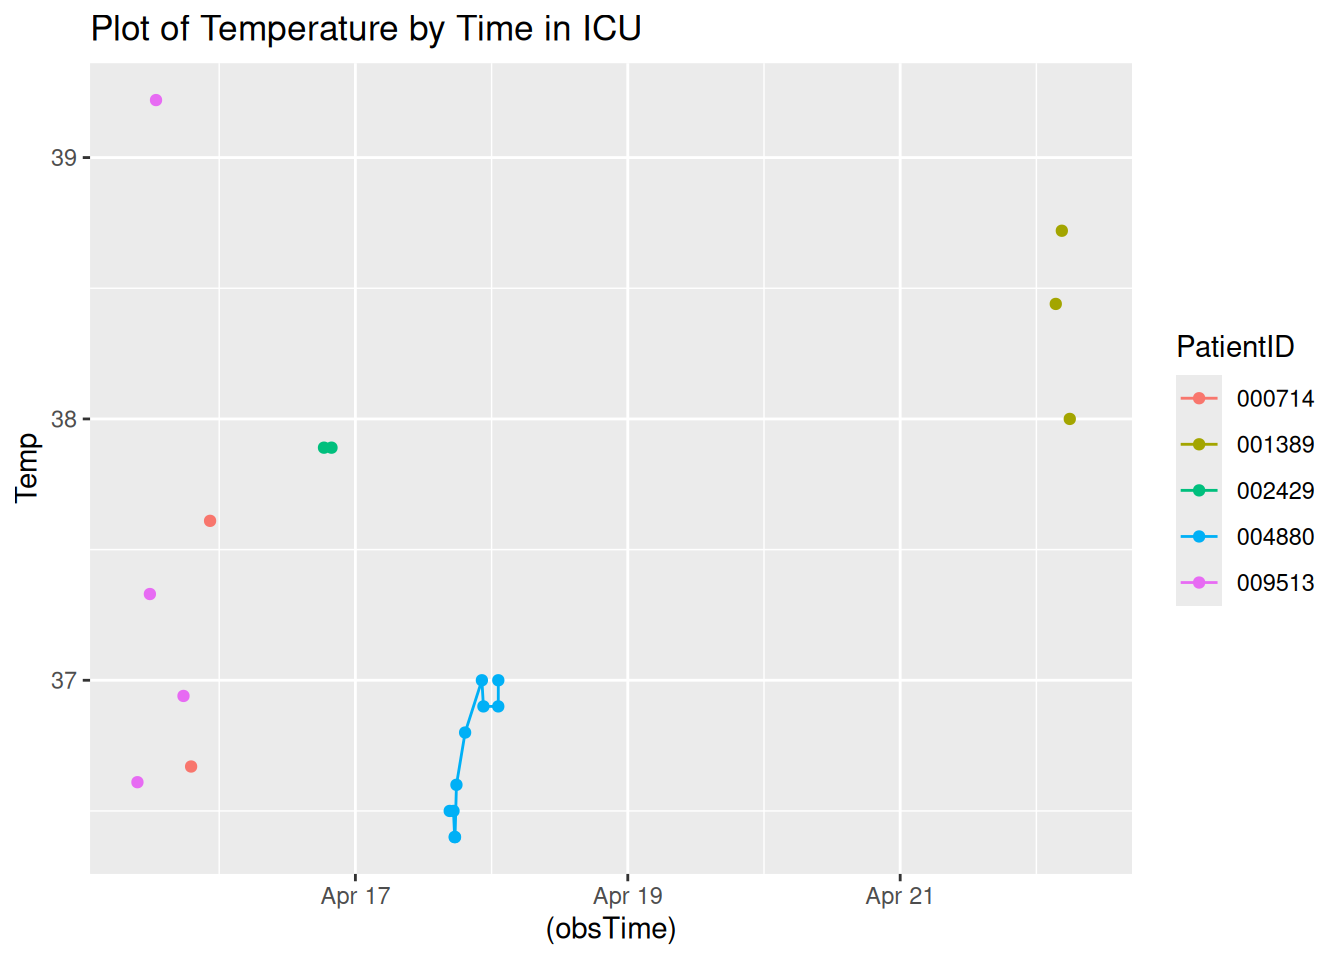 Plot of Temperature by Time in ICU
39
38
37
Temp
Apr 17
Apr 19
Apr 21
(obsTime)
PatientID
000714
001389
002429
004880
009513